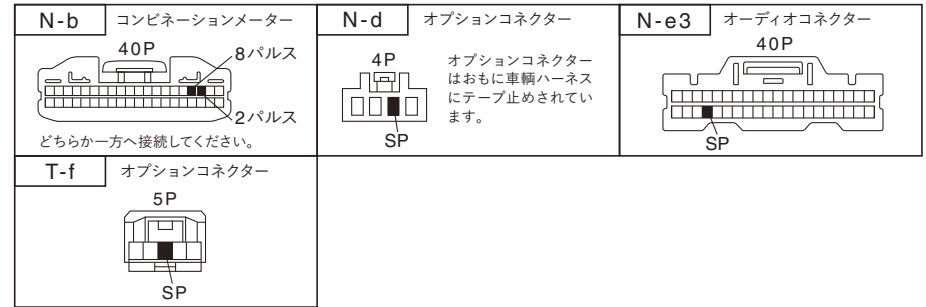 N-b コンビネーションメーター
40P
8パルス
2パルス
どちらか一方へ接続してください。
N-d オプションコネクター
4P
オプションコネクター
はおもに車輌ハーネス
にテープ止めされてい
ます。
SP
N-e3 オーディオコネクター
40P
SP
T-f オプションコネクター
5P
SP